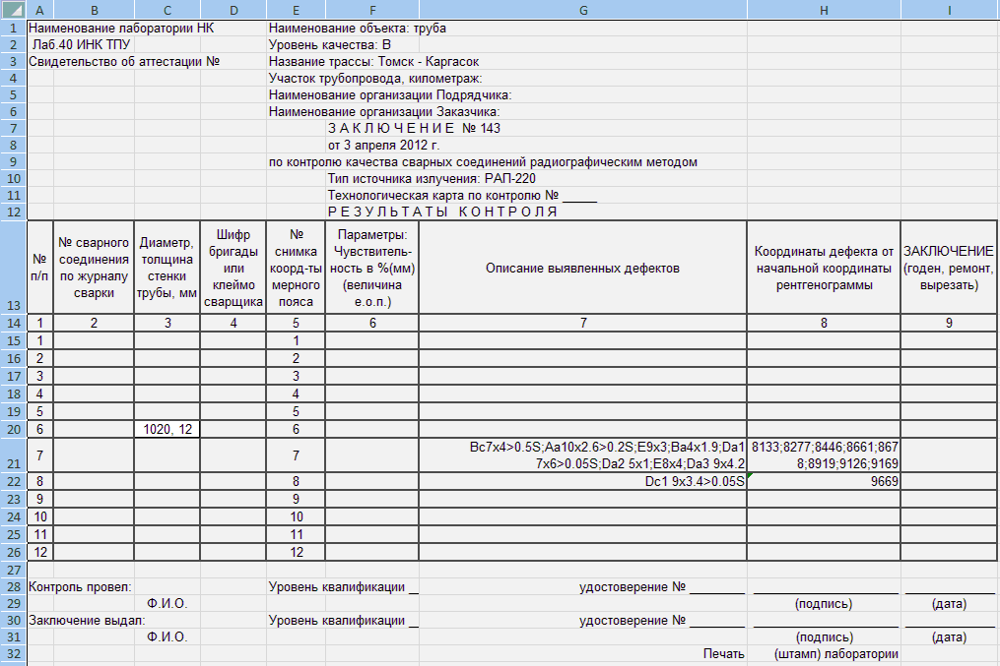 A B C D E F G H I
1 Наименование лаборатории НК Наименование объекта: труба
2 Лаб.40 ИНК ТПУ Уровень качества: В
3 Свидетельство об аттестации № Название трассы: Томск - Каргасок
4 Участок трубопровода, километраж:
5 Наименование организации Подрядчика:
6 Наименование организации Заказчика:
7 З А К Л Ю Ч Е Н И Е № 143
8 от 3 апреля 2012 г.
9 по контролю качества сварных соединений радиографическим методом
10 Тип источника излучения: РАП-220
11 Технологическая карта по контролю № _____
12 Р Е З У Л Ь Т А Т Ы К О Н Т Р О Л Я
13
№
п/п
№ сварного
соединения
по журналу
сварки
Диаметр,
толщина
стенки
трубы, мм
Шифр
бригады
или
клеймо
сварщика
№
снимка
коорд-ты
мерного
пояса
Параметры:
Чувствитель-
ность в %(мм)
(величина
е.о.п.)
Описание выявленных дефектов
Координаты дефекта от
начальной координаты
рентгенограммы
ЗАКЛЮЧЕНИЕ
(годен, ремонт,
вырезать)
14 1 2 3 4 5 6 7 8 9
15 1 1
16 2 2
17 3 3
18 4 4
19 5 5
20 6 1020, 12 6
21 7 7
Вс7х4>0.5S;Аа10х2.6>0.2S;Е9х3;Ва4х1.9;Da1
7х6>0.05S;Da2 5х1;Е8х4;Da3 9х4.2
8133;8277;8446;8661;867
8;8919;9126;9169
22 8 8 Dc1 9x3.4>0.05S 9669
23 9 9
24 10 10
25 11 11
26 12 12
27
28 Контроль провел: Уровень квалификации __ удостоверение № ________
29 Ф.И.О. (подпись) (дата)
30 Заключение выдал: Уровень квалификации __ удостоверение № ________
31 Ф.И.О. (подпись) (дата)
32 Печать (штамп) лаборатории